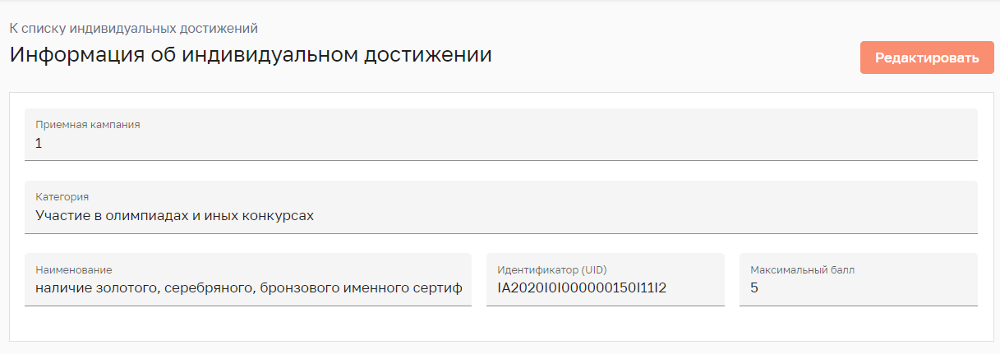 К списку индивидуальных достижений
Информация об индивидуальном достижении
Редактировать
Приемная кампания
1
Категория
Участие в олимпиадах и иных конкурсах
Наименование
наличие золотого, серебряного, бронзового именного сертиф
Идентификатор (UID)
IA2020I0I000000150I11I2
Максимальный балл
5